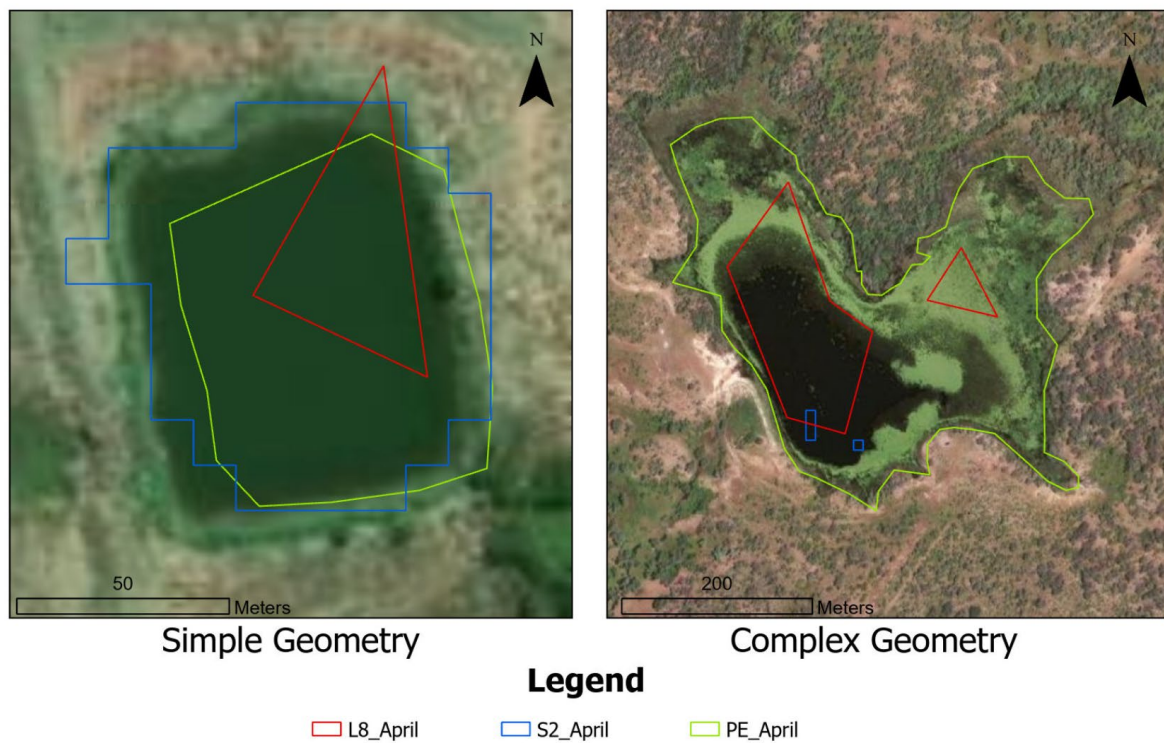 N
N
50
Meters
200
Meters
Simple Geometry
Complex Geometry
Legend
L8_April
S2_April
PE_April